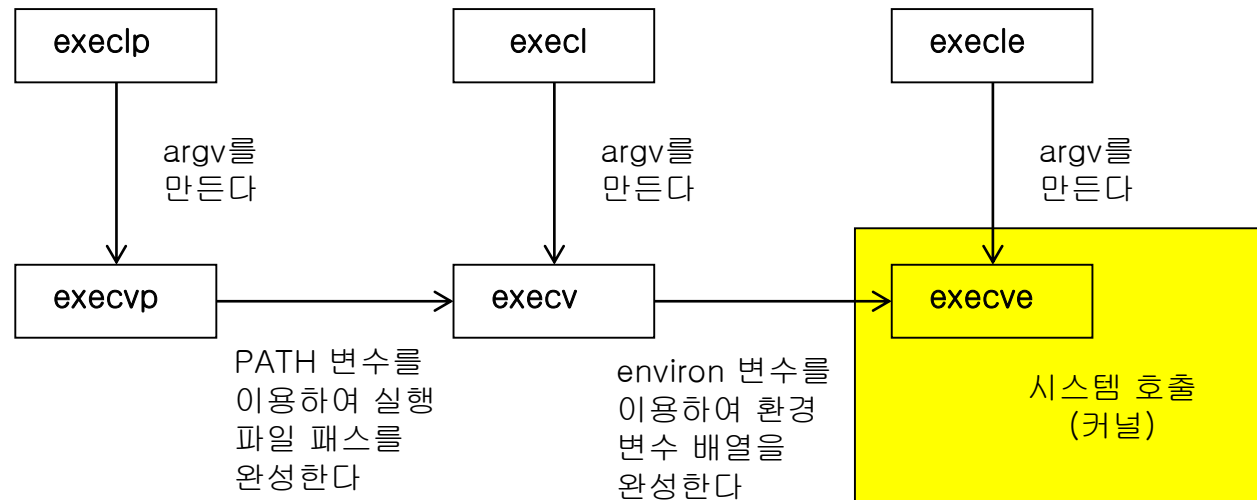 execlp
execl
execle
argv를
만든다
argv를
만든다
argv를
만든다
execvp
execv
execve
PATH 변수를
이용하여 실행
파일 패스를
완성한다
environ 변수를
이용하여 환경
변수 배열을
완성한다
시스템 호출
(커널)